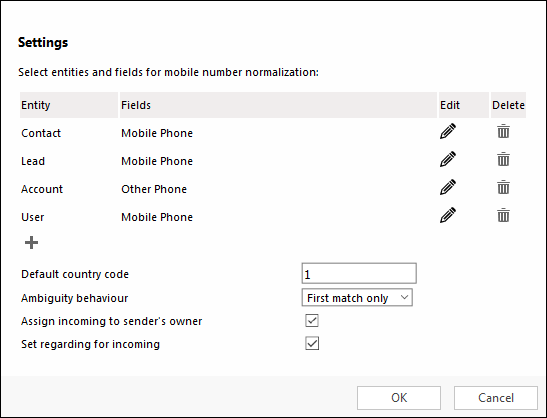 Settings
Select entities and fields for mobile number normalization:
Entity Fields Edit Delete
Contact Mobile Phone
Lead Mobile Phone
Account Other Phone
User Mobile Phone
Default country code 1
Ambiguity behaviour First match only
Assign incoming to sender's owner
Set regarding for incoming
OK Cancel